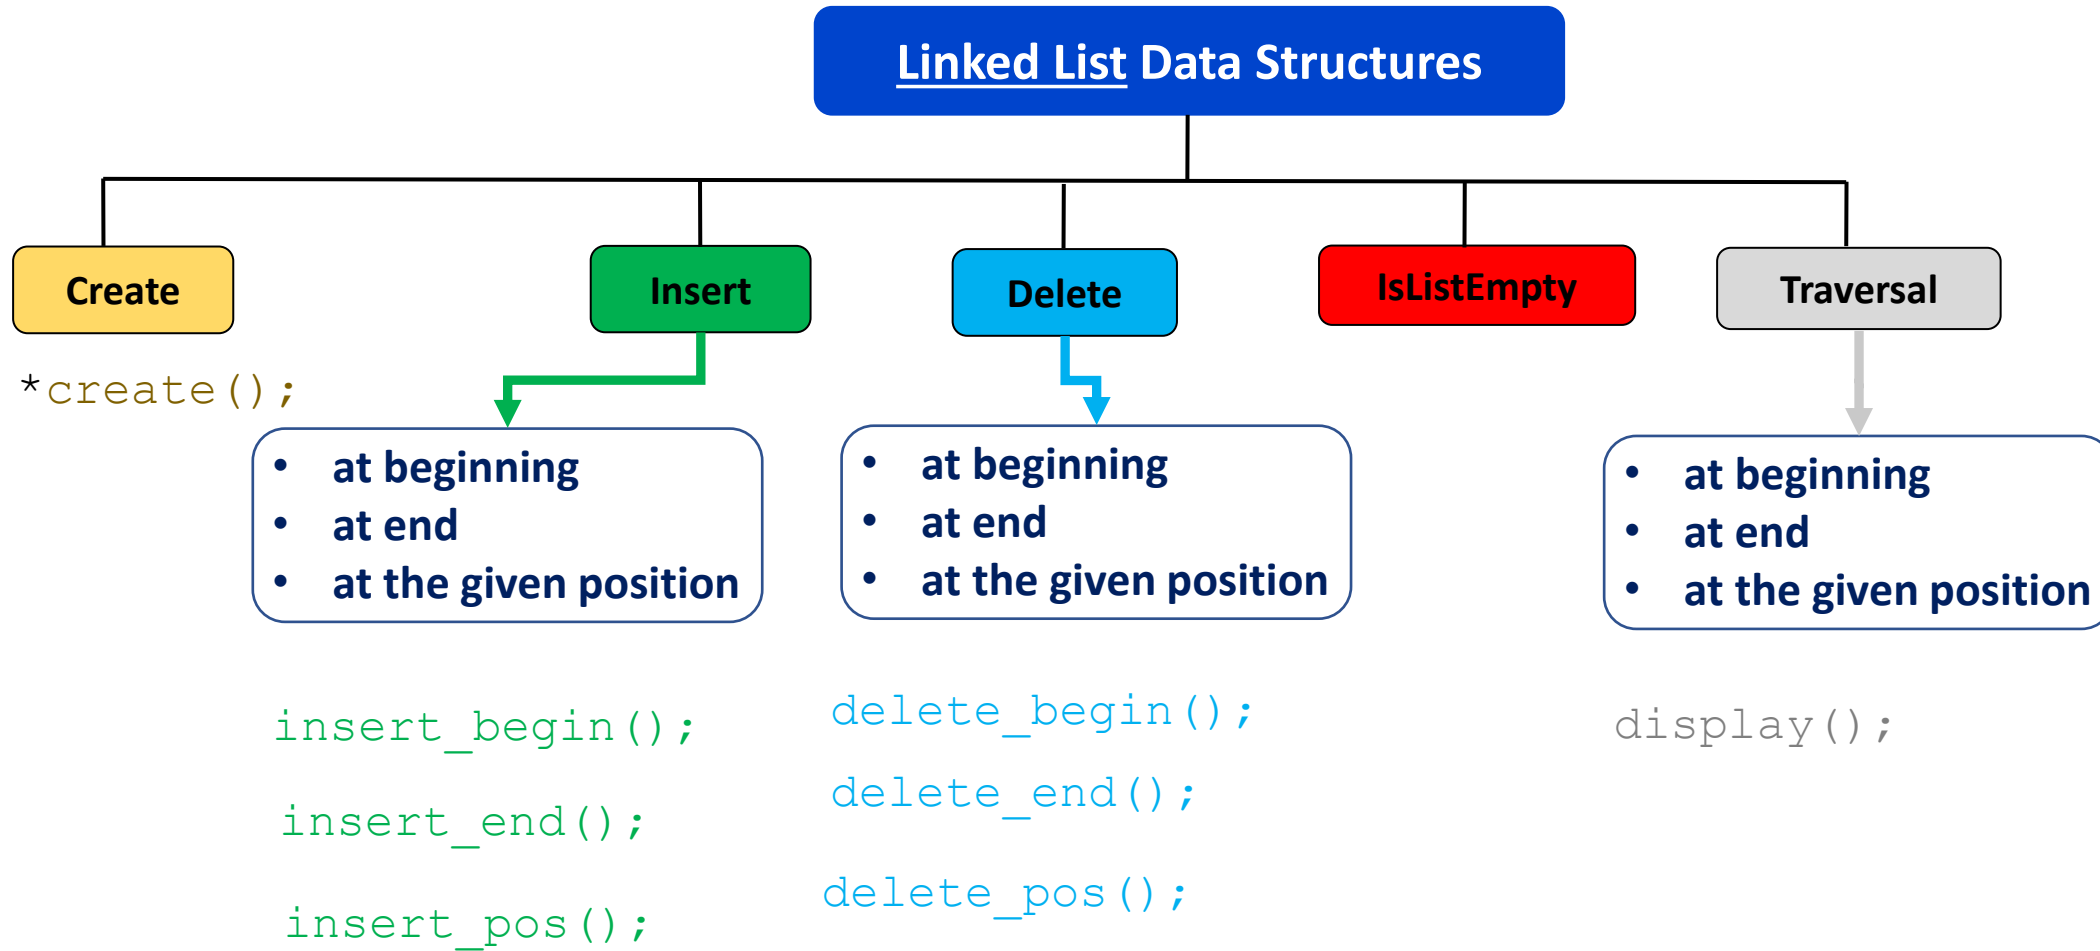 Linked List Data Structures
Create
Insert
Delete
IsListEmpty
Traversal
*create();
• at beginning
• at end
• at the given position
• at beginning
• at end
• at the given position
• at beginning
• at end
• at the given position
insert_begin();
insert_end();
insert_pos();
delete_begin();
delete_end();
delete_pos();
display();